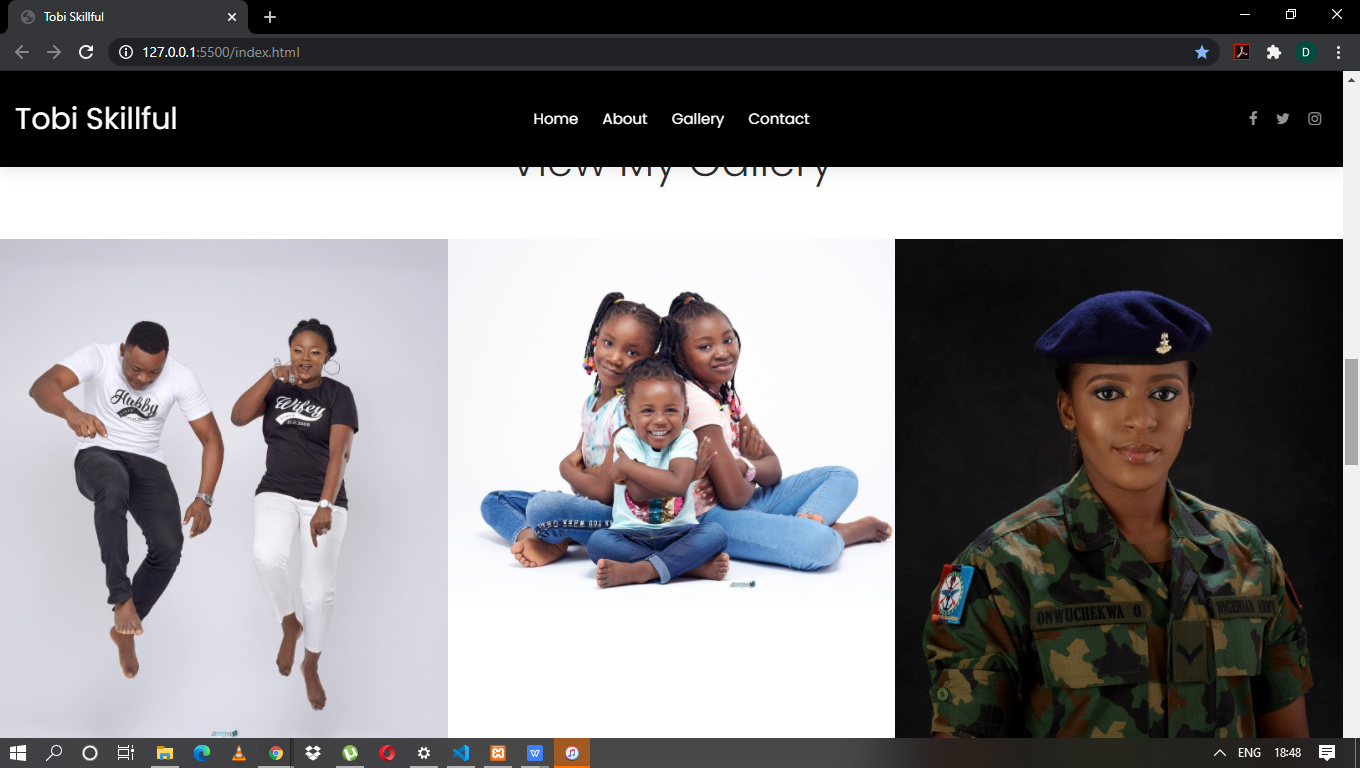 Tobi Skillful
127.0.0.1:5500/index.html
D
Tobi Skillful
Home About Gallery Contact
View My Gallery
Hubby
Wifey
ONWUCHEKWA O
NIGERIAN ARMY
ENG 18:48